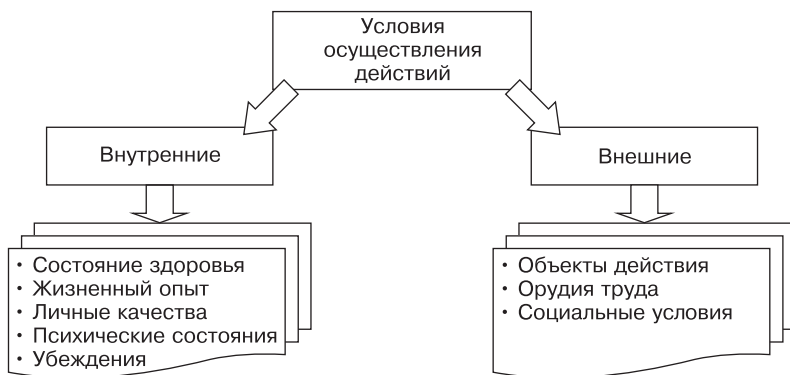 Условия
осуществления
действий
Внутренние
Внешние
• Состояние здоровья
• Жизненный опыт
• Личные качества
• Психические состояния
• Убеждения
• Объекты действия
• Орудия труда
• Социальные условия